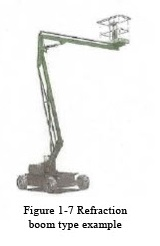 Figure 1-7 Refraction
boom type example